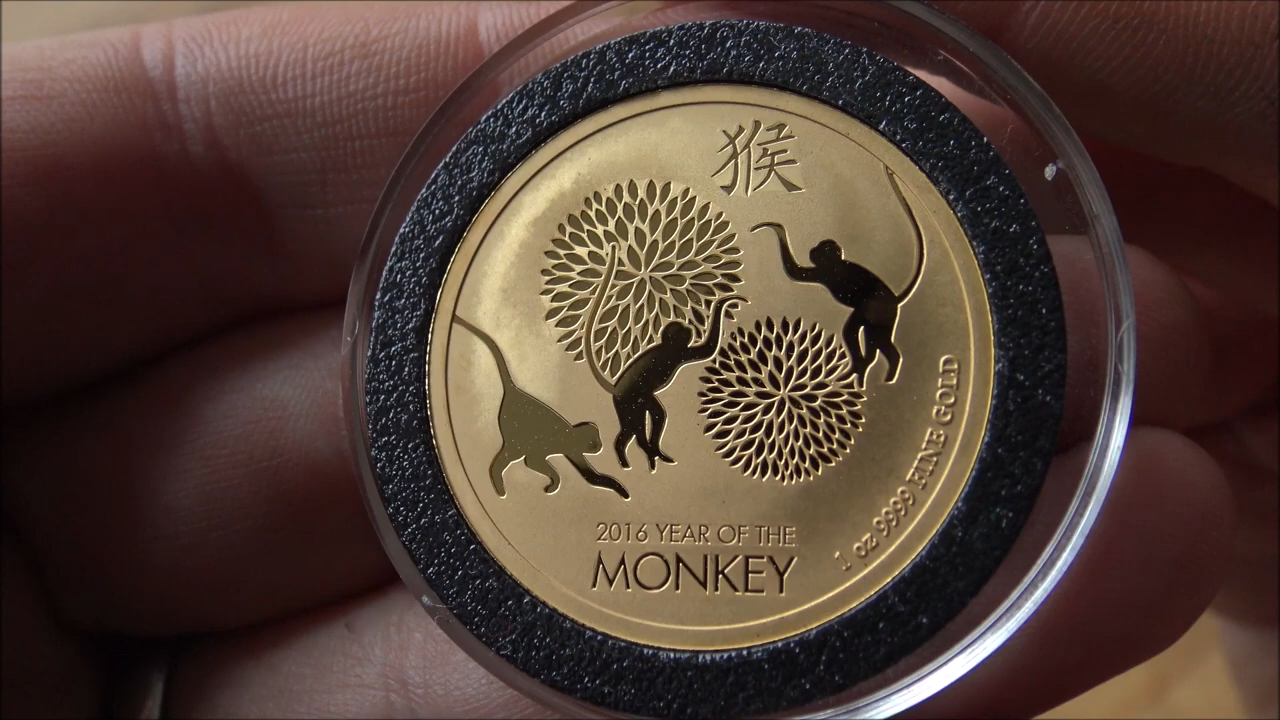 猴
2016 YEAR OF THE
MONKEY
1 oz 9999 FINE GOLD